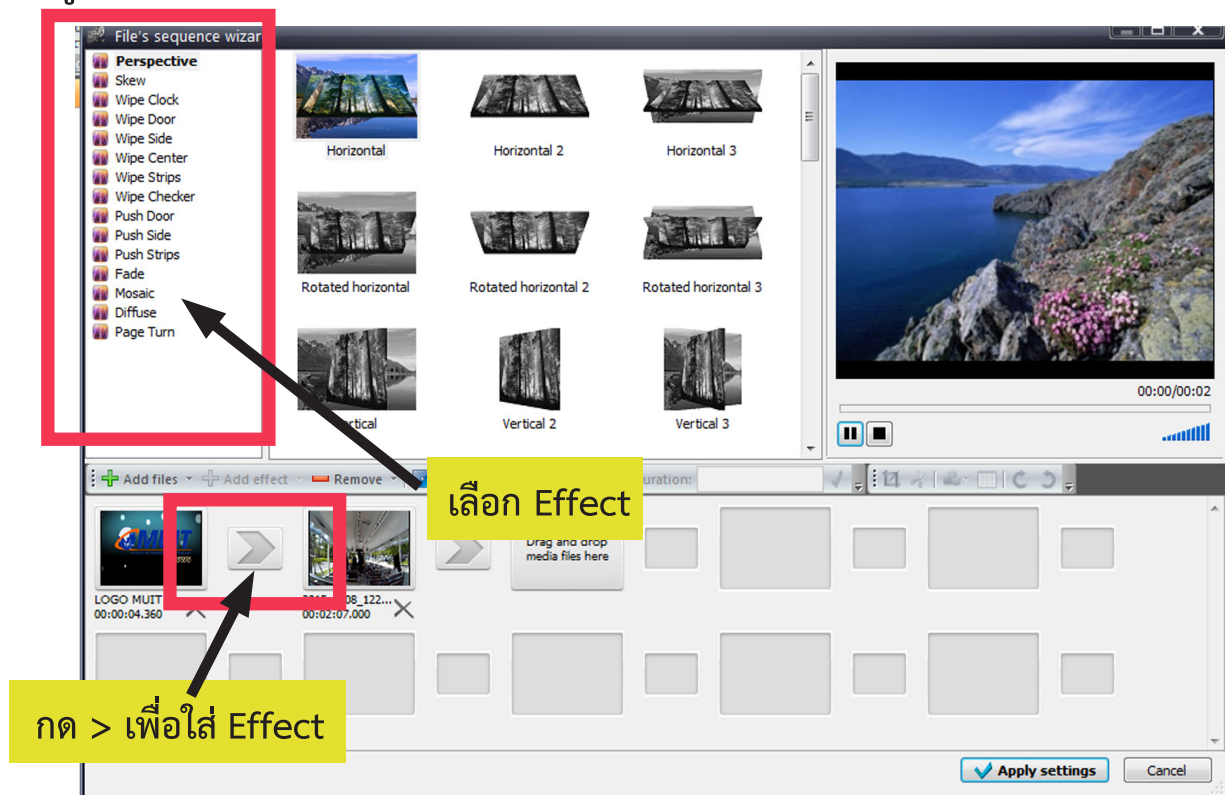 File's sequence wizar
Perspective
Skew
Wipe Clock
Wipe Door
Wipe Side
Wipe Center
Wipe Strips
Wipe Checker
Push Door
Push Side
Push Strips
Fade
Mosaic
Diffuse
Page Turn
Horizontal
Horizontal 2
Horizontal 3
Rotated horizontal
Rotated horizontal 2
Rotated horizontal 3
ertical
Vertical 2
Vertical 3
00:00/00:02
Add files
Add effect
Remove
uration:
เลือก Effect
Drag and drop
media files here
LOGO MUIT
00:00:04.360
08_122...
00:02:07.000
กด > เพื่อใส่ Effect
Apply settings
Cancel